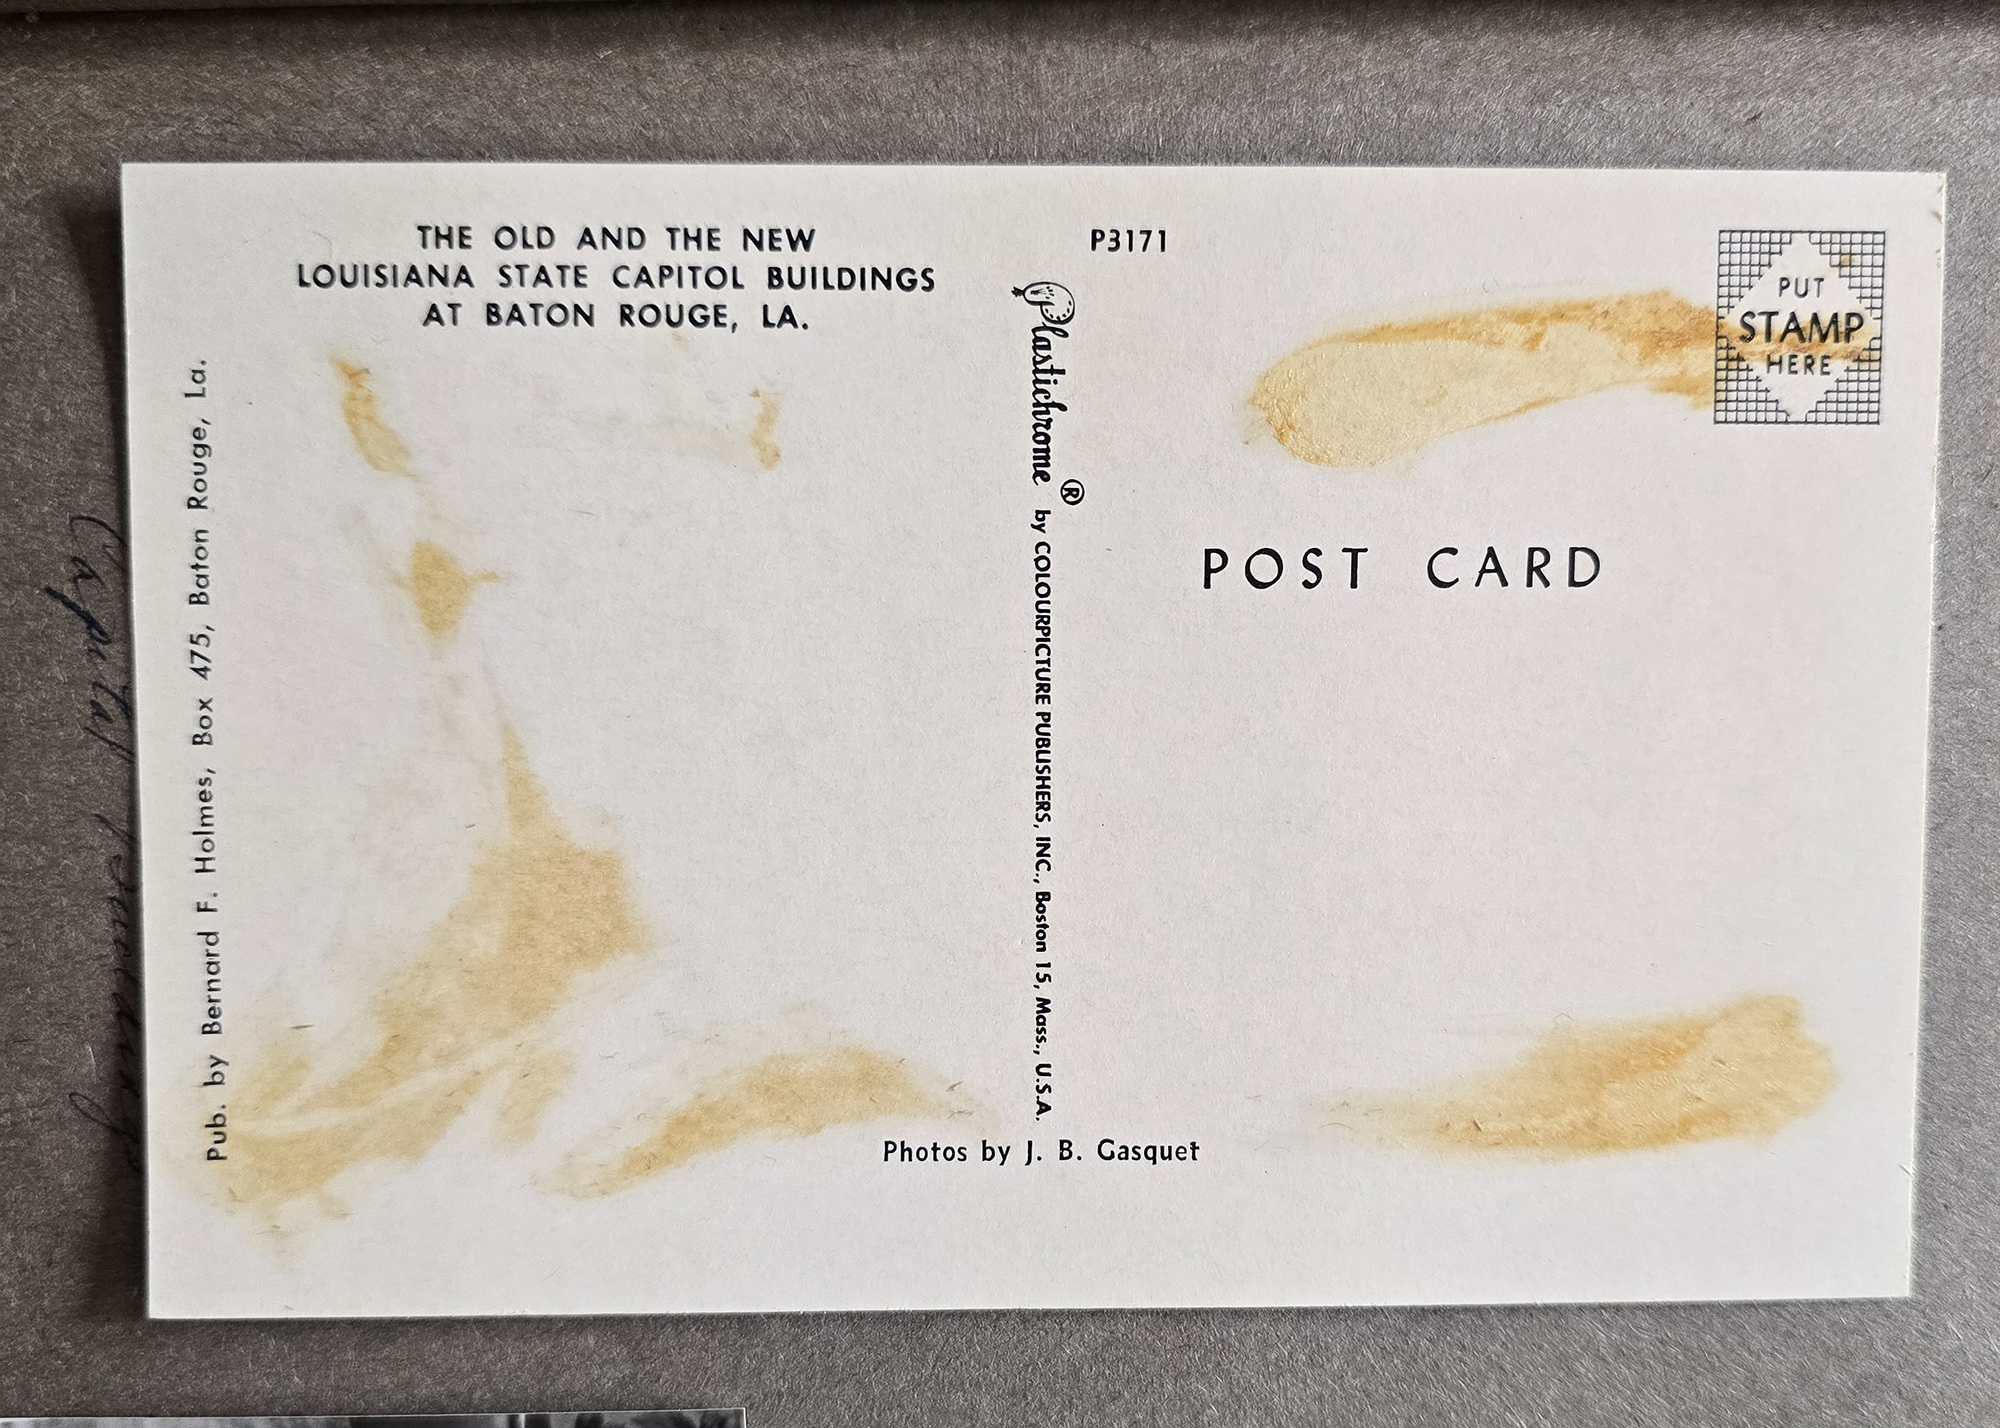 THE OLD AND THE NEW
LOUISIANA STATE CAPITOL BUILDINGS
AT BATON ROUGE, LA.
Pub. by Bernard F. Holmes, Box 475, Baton Rouge, La.
P3171
Plastichrome ® by COLOURPICTURE PUBLISHERS, INC., Boston 15, Mass., U.S.A.
PUT
STAMP
HERE
POST CARD
Photos by J. B. Gasquet
Capital